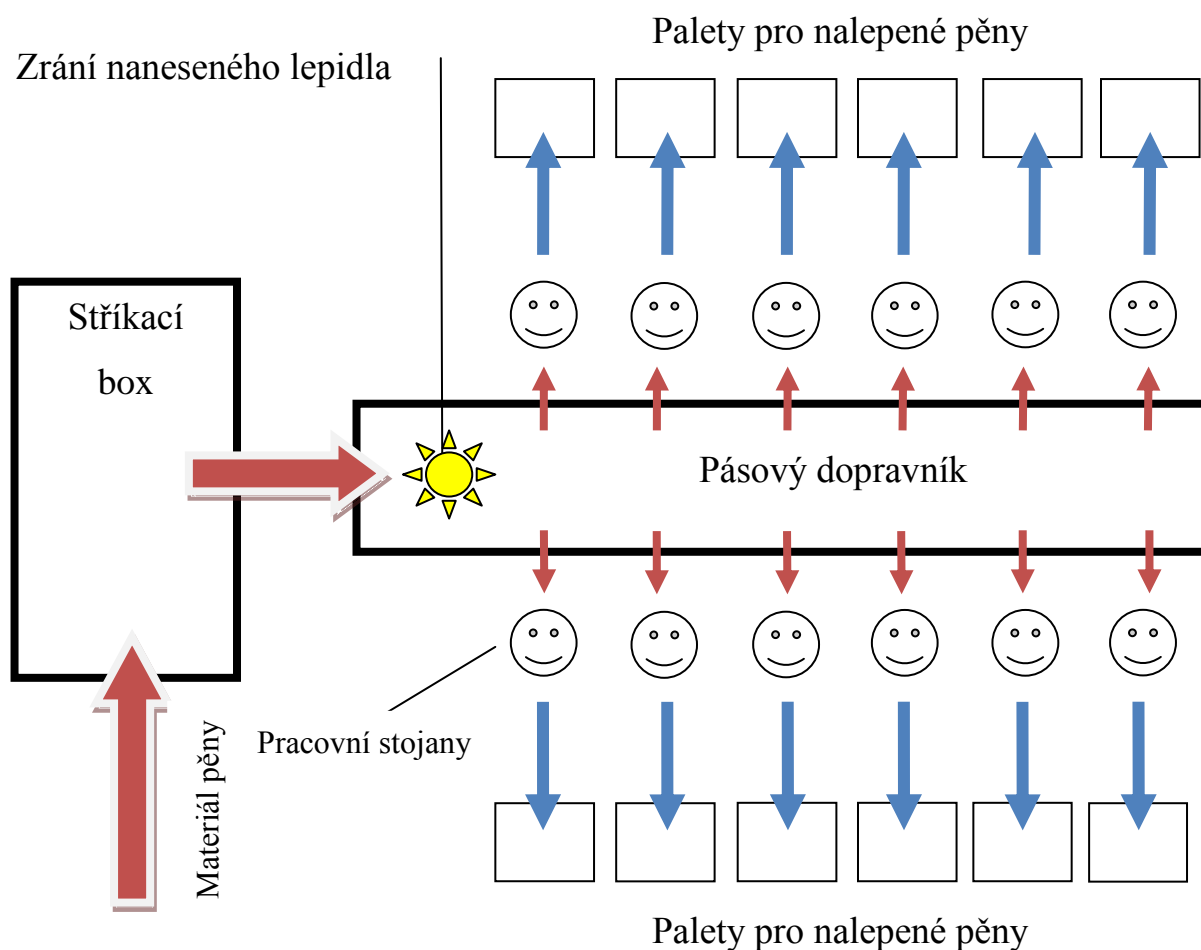 Palety pro nalepené pěny
Zrání naneseného lepidla
Stříkací
box
Pásový dopravník
Pracovní stojany
Materiál pěny
Palety pro nalepené pěny